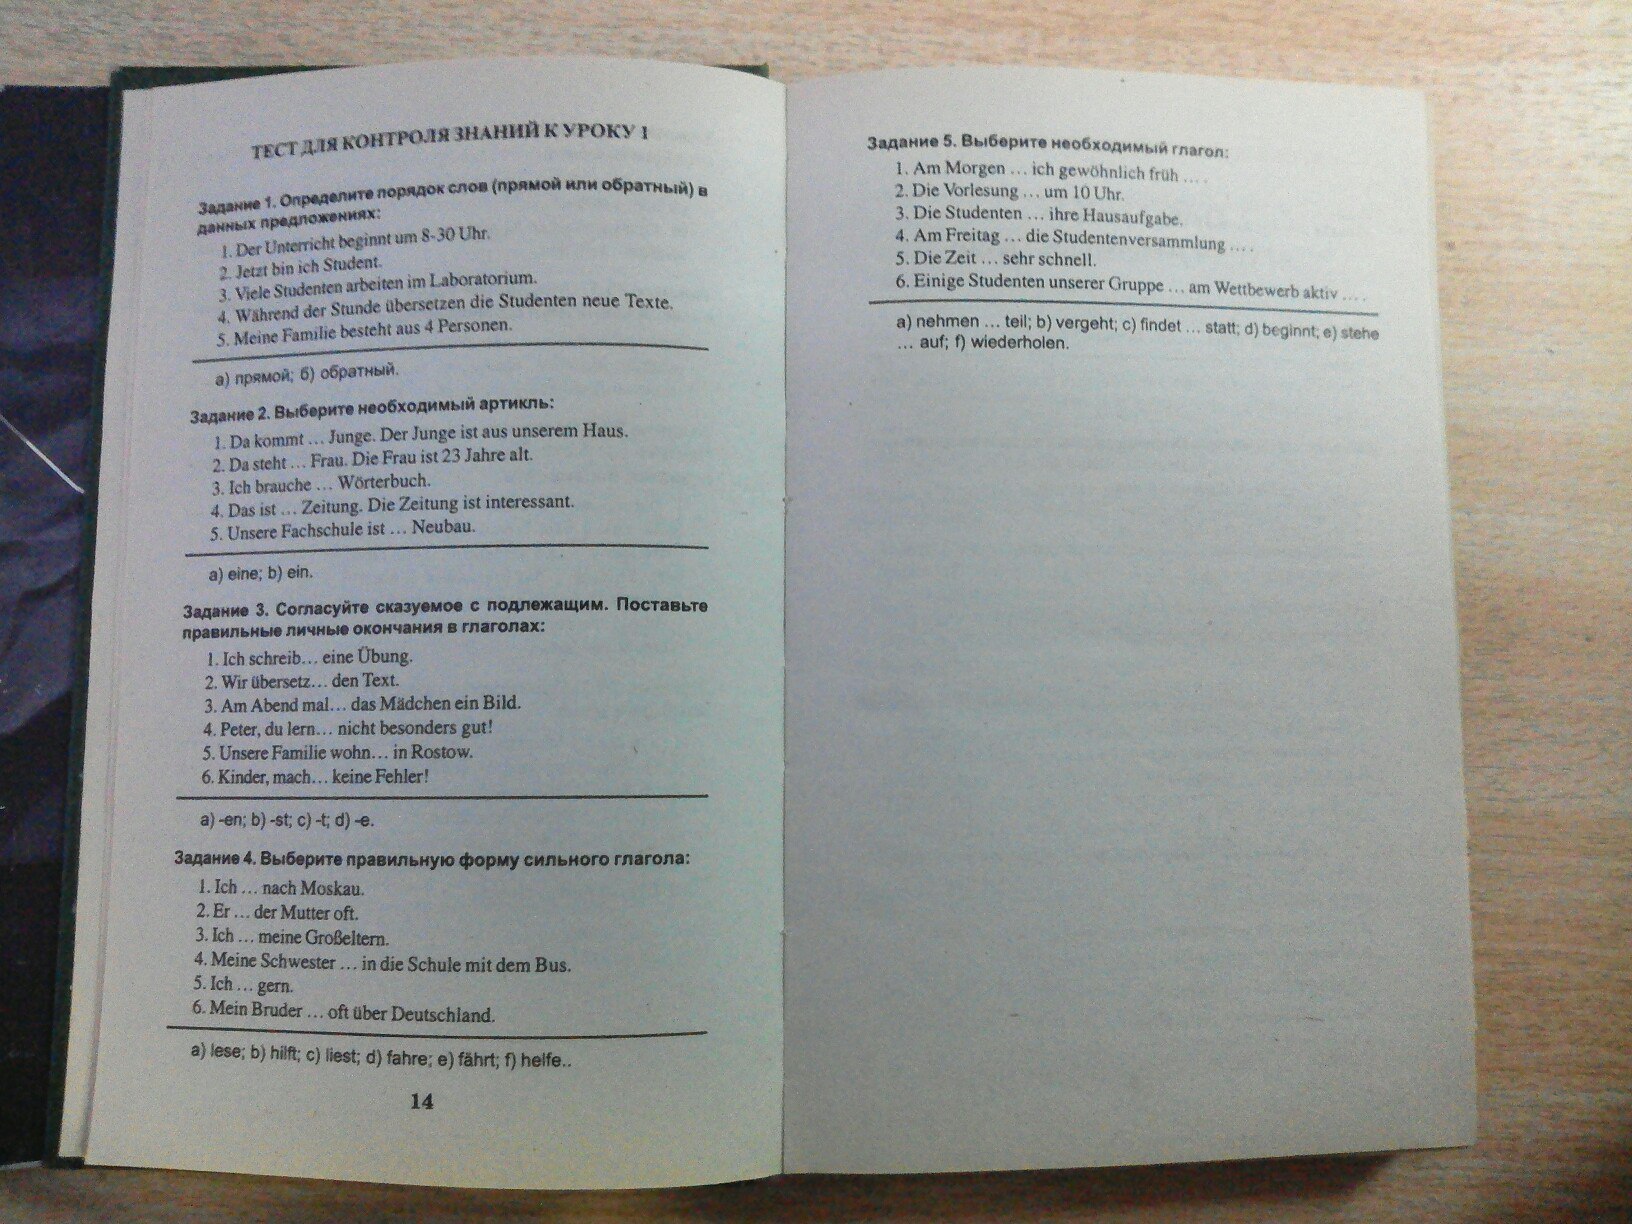 ТЕСТ ДЛЯ КОНТРОЛЯ ЗНАНИЙ К УРОКУ 1
Задание 1. Определите порядок слов (прямой или обратный) в
данных предложениях:
1. Der Unterricht beginnt um 8-30 Uhr.
2. Jetzt bin ich Student.
3. Viele Studenten arbeiten im Laboratorium.
4. Während der Stunde übersetzen die Studenten neue Texte.
5. Meine Familie besteht aus 4 Personen.
а) прямой; б) обратный.
Задание 2. Выберите необходимый артикль:
1. Da kommt ... Junge. Der Junge ist aus unserem Haus.
2. Da steht ... Frau. Die Frau ist 23 Jahre alt.
3. Ich brauche ... Wörterbuch.
4. Das ist ... Zeitung. Die Zeitung ist interessant.
5. Unsere Fachschule ist ... Neubau.
a) eine; b) ein.
Задание 3. Согласуйте сказуемое с подлежащим. Поставьте
правильные личные окончания в глаголах:
1. Ich schreib... eine Übung.
2. Wir übersetz... den Text.
3. Am Abend mal... das Mädchen ein Bild.
4. Peter, du lern... nicht besonders gut!
5. Unsere Familie wohn... in Rostow.
6. Kinder, mach... keine Fehler!
a) -en; b) -st; c) -t; d) -e.
Задание 4. Выберите правильную форму сильного глагола:
1. Ich ... nach Moskau.
2. Er ... der Mutter oft.
3. Ich ... meine Großeltern.
4. Meine Schwester ... in die Schule mit dem Bus.
5. Ich ... gern.
6. Mein Bruder ... oft über Deutschland.
a) lese; b) hilft; c) liest; d) fahre; e) fährt; f) helfe..
14
Задание 5. Выберите необходимый глагол:
1. Am Morgen ... ich gewöhnlich früh ... .
2. Die Vorlesung ... um 10 Uhr.
3. Die Studenten ... ihre Hausaufgabe.
4. Am Freitag ... die Studentenversammlung ... .
5. Die Zeit ... sehr schnell.
6. Einige Studenten unserer Gruppe ... am Wettbewerb aktiv ... .
a) nehmen ... teil; b) vergeht; c) findet ... statt; d) beginnt; e) stehe
... auf; f) wiederholen.